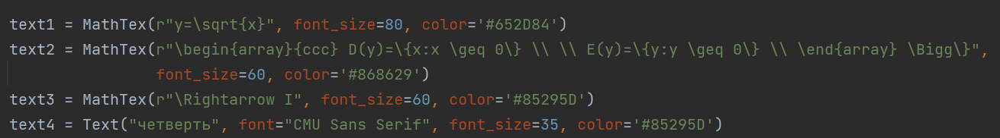 text1 = MathTex(r"y=\sqrt{x}", font_size=80, color='#652D84')
text2 = MathTex(r"\begin{array}{ccc} D(y)=\{x:x \geq 0\} \\ \\ E(y)=\{y:y \geq 0\} \\ \end{array} \Bigg\}",
font_size=60, color='#868629')
text3 = MathTex(r"\Rightarrow I", font_size=60, color='#85295D')
text4 = Text("четверть", font="CMU Sans Serif", font_size=35, color='#85295D')